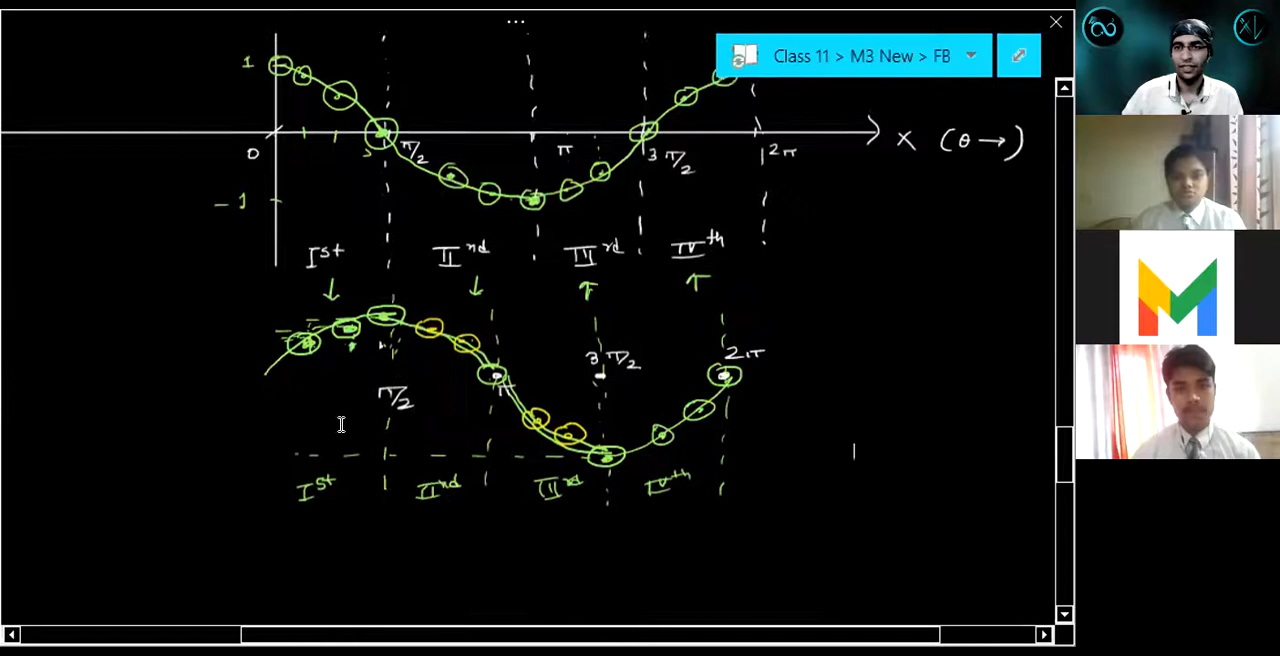 Class 11 > M3 New > FB
1
0
π/2
π
3π/2
2π
X (θ→)
-1
Ist
IInd
IIIrd
IVth
3π/2
2π
π
π/2
Ist
IInd
IIIrd
IVth